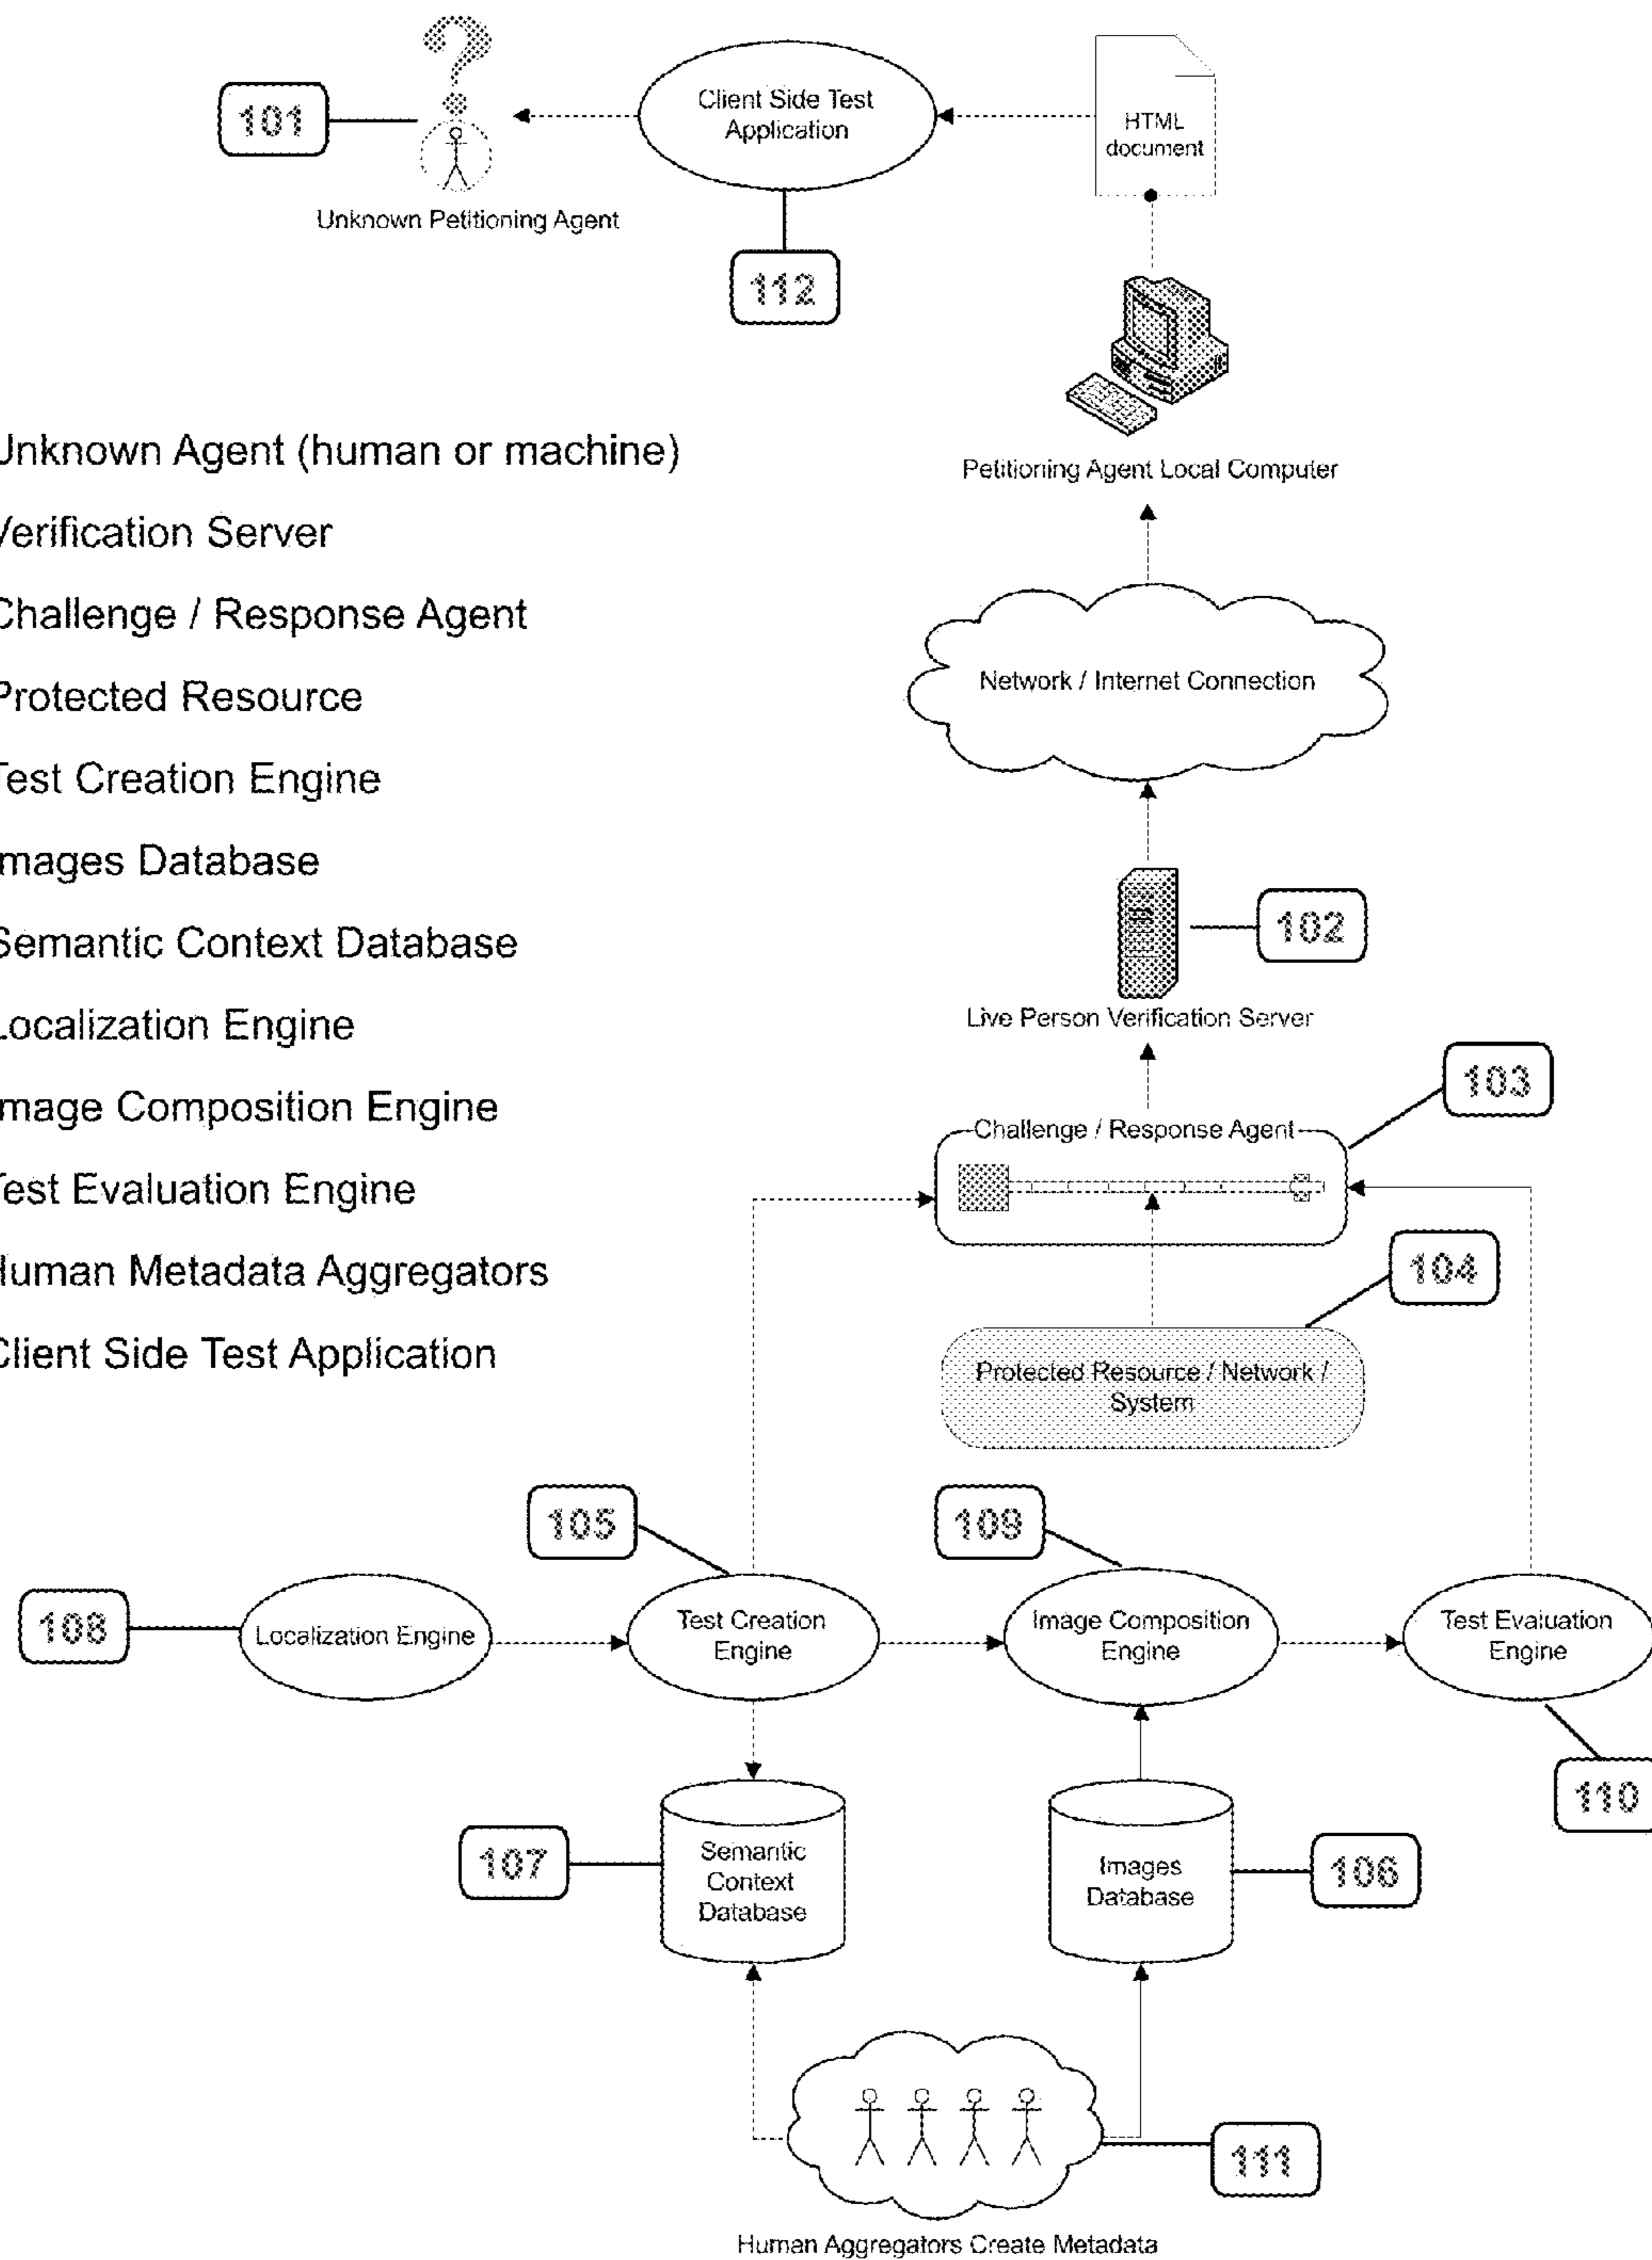 101
Unknown Petitioning Agent
Client Side Test
Application
112
HTML
document
Petitioning Agent Local Computer
Unknown Agent (human or machine)
Verification Server
Challenge / Response Agent
Protected Resource
Test Creation Engine
mages Database
Semantic Context Database
Localization Engine
mage Composition Engine
Test Evaluation Engine
Human Metadata Aggregators
Client Side Test Application
Network / Internet Connection
102
Live Person Verification Server
103
Challenge / Response Agent
104
Protected Resource / Network /
System
105
109
108
Localization Engine
Test Creation
Engine
Image Composition
Engine
Test Evaluation
Engine
110
107
Semantic
Context
Database
Images
Database
106
111
Human Aggregators Create Metadata